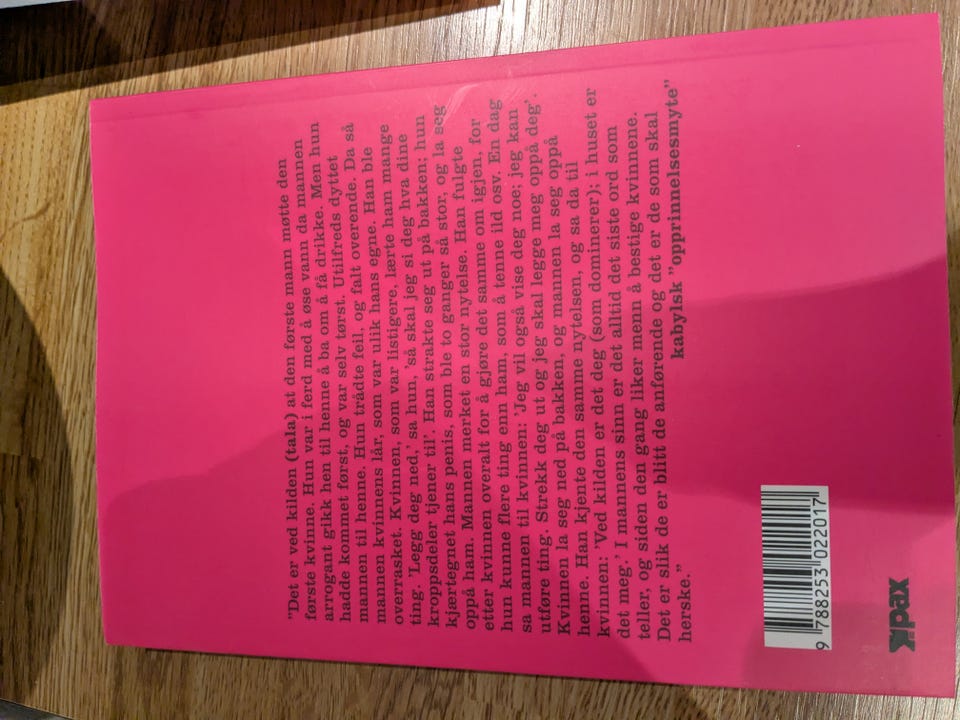 "Det er ved kilden (tala) at den første mann møtte den
første kvinne. Hun var i ferd med å øse vann da mannen
arrogant gikk hen til henne å ba om å få drikke. Men hun
hadde kommet først, og var selv tørst. Utilfreds dyttet
mannen til henne. Hun trådte feil, og falt overende. Da så
mannen kvinnens lår, som var ulik hans egne. Han ble
overrasket. Kvinnen, som var listigere, lærte ham mange
ting. 'Legg deg ned,' sa hun, 'så skal jeg si deg hva dine
kroppsdeler tjener til'. Han strakte seg ut på bakken; hun
kjærtegnet hans penis, som ble to ganger så stor, og la seg
oppå ham. Mannen merket en stor nytelse. Han fulgte
etter kvinnen overalt for å gjøre det samme om igjen, for
hun kunne flere ting enn ham, som å tenne ild osv. En dag
sa mannen til kvinnen: 'Jeg vil også vise deg noe; jeg kan
utføre ting. Strekk deg ut og jeg skal legge meg oppå deg'.
Kvinnen la seg ned på bakken, og mannen la seg oppå
henne. Han kjente den samme nytelsen, og sa da til
kvinnen: 'Ved kilden er det deg (som dominerer); i huset er
det meg.' I mannens sinn er det alltid det siste ord som
teller, og siden den gang liker menn å bestige kvinnene.
Det er slik de er blitt de anførende og det er de som skal
herske."
kabylsk "opprinnelsesmyte"
9 788253 022017
pax